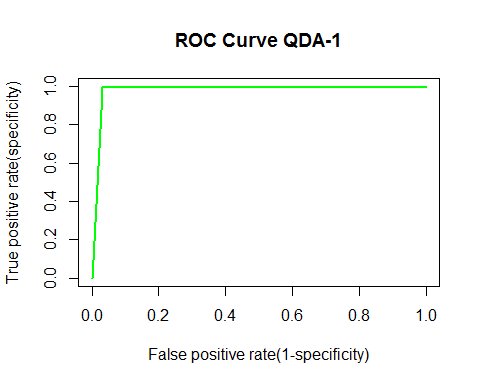 ROC Curve QDA-1
True positive rate(specificity)
1.0
0.8
0.6
0.4
0.2
0.0
0.0 0.2 0.4 0.6 0.8 1.0
False positive rate(1-specificity)